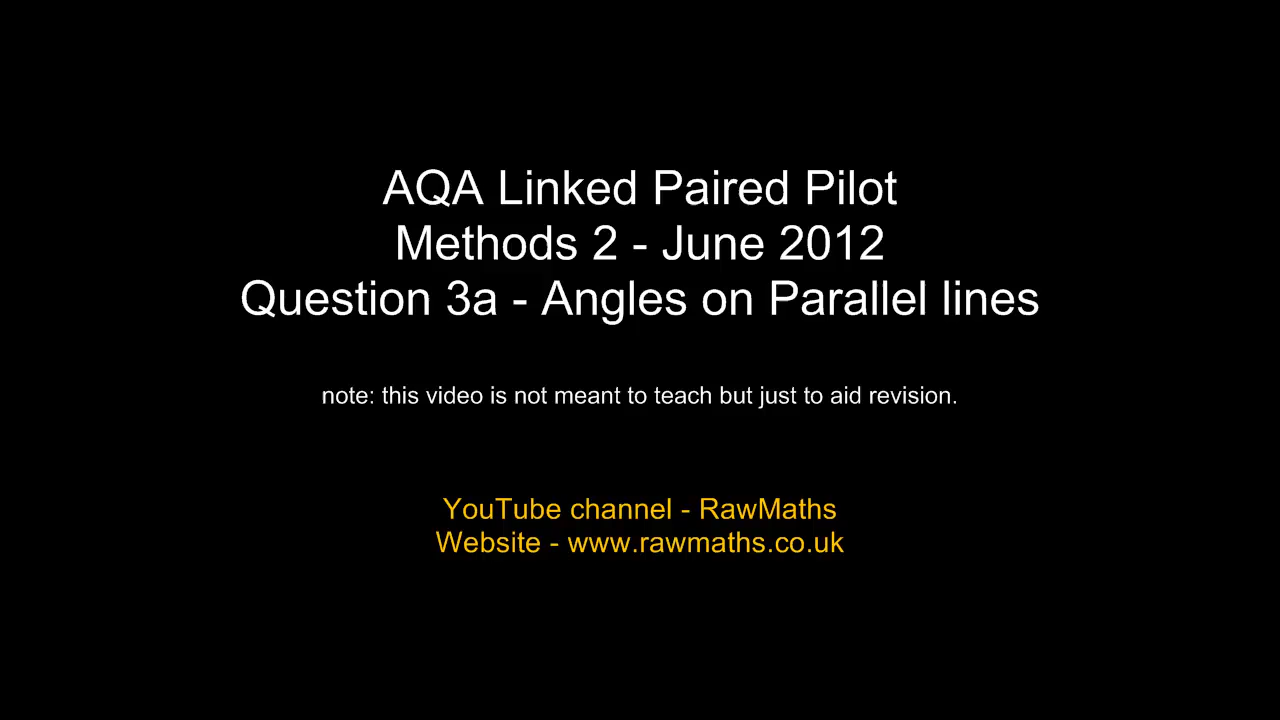 AQA Linked Paired Pilot
Methods 2 - June 2012
Question 3a - Angles on Parallel lines
note: this video is not meant to teach but just to aid revision.
YouTube channel - RawMaths
Website - www.rawmaths.co.uk